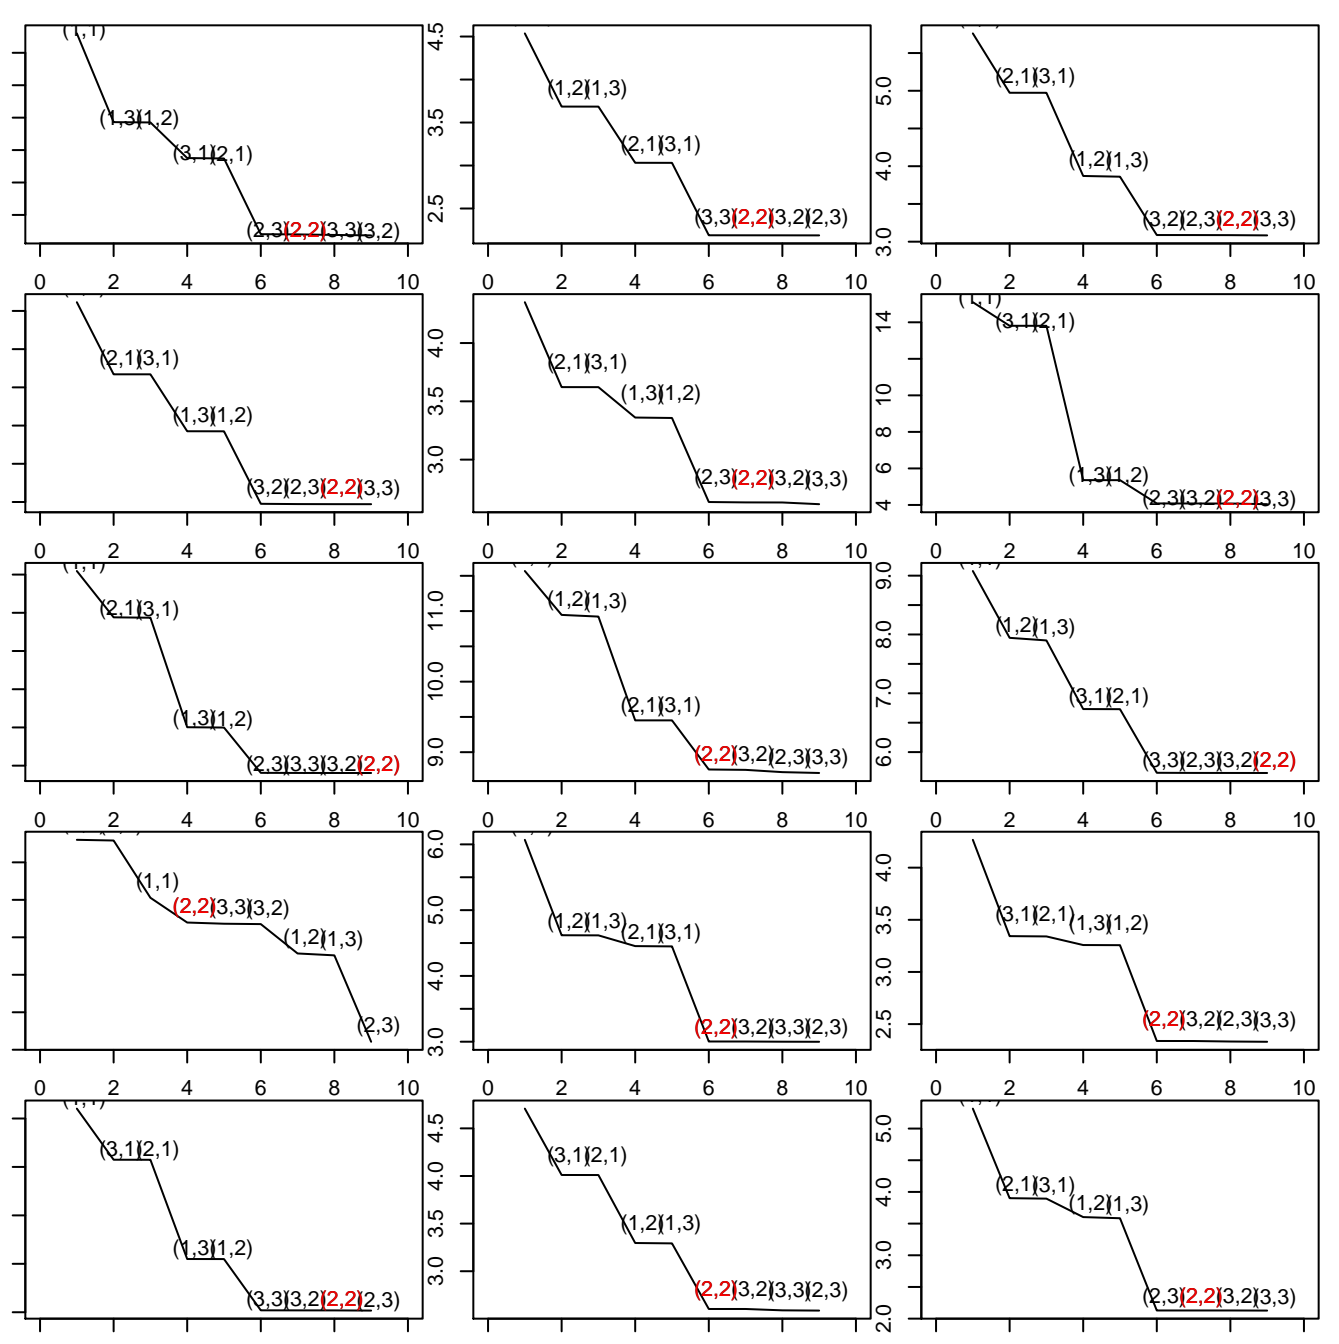 (1,1)
(1,3) (1,2)
(3,1) (2,1)
(2,3) (2,2) (3,3) (3,2)
4.5
3.5
2.5
(1,2) (1,3)
(2,1) (3,1)
(3,3) (2,2) (3,2) (2,3)
5.0
4.0
3.0
(2,1) (3,1)
(1,2) (1,3)
(3,2) (2,3) (2,2) (3,3)
0 2 4 6 8 10
0 2 4 6 8 10
0 2 4 6 8 10
(2,1) (3,1)
(1,3) (1,2)
(3,2) (2,3) (2,2) (3,3)
4.0
3.5
3.0
(2,1) (3,1)
(1,3) (1,2)
(2,3) (2,2) (3,2) (3,3)
14
10
8
6
4
(1,1)
(3,1) (2,1)
(1,3) (1,2)
(2,3) (3,2) (2,2) (3,3)
0 2 4 6 8 10
0 2 4 6 8 10
0 2 4 6 8 10
(1,1)
(2,1) (3,1)
(1,3) (1,2)
(2,3) (3,3) (3,2) (2,2)
11.0
10.0
9.0
(1,2) (1,3)
(2,1) (3,1)
(2,2) (3,2) (2,3) (3,3)
9.0
8.0
7.0
6.0
(1,2) (1,3)
(3,1) (2,1)
(3,3) (2,3) (3,2) (2,2)
0 2 4 6 8 10
0 2 4 6 8 10
0 2 4 6 8 10
(1,1)
(2,2) (3,3) (3,2)
(1,2) (1,3)
(2,3)
6.0
5.0
4.0
3.0
(1,2) (1,3)
(2,1) (3,1)
(2,2) (3,2) (3,3) (2,3)
4.0
3.5
3.0
2.5
(3,1) (2,1)
(1,3) (1,2)
(2,2) (3,2) (2,3) (3,3)
0 2 4 6 8 10
0 2 4 6 8 10
0 2 4 6 8 10
(1,1)
(3,1) (2,1)
(1,3) (1,2)
(3,3) (3,2) (2,2) (2,3)
4.5
4.0
3.5
3.0
(3,1) (2,1)
(1,2) (1,3)
(2,2) (3,2) (3,3) (2,3)
5.0
4.0
3.0
2.0
(2,1) (3,1)
(1,2) (1,3)
(2,3) (2,2) (3,2) (3,3)